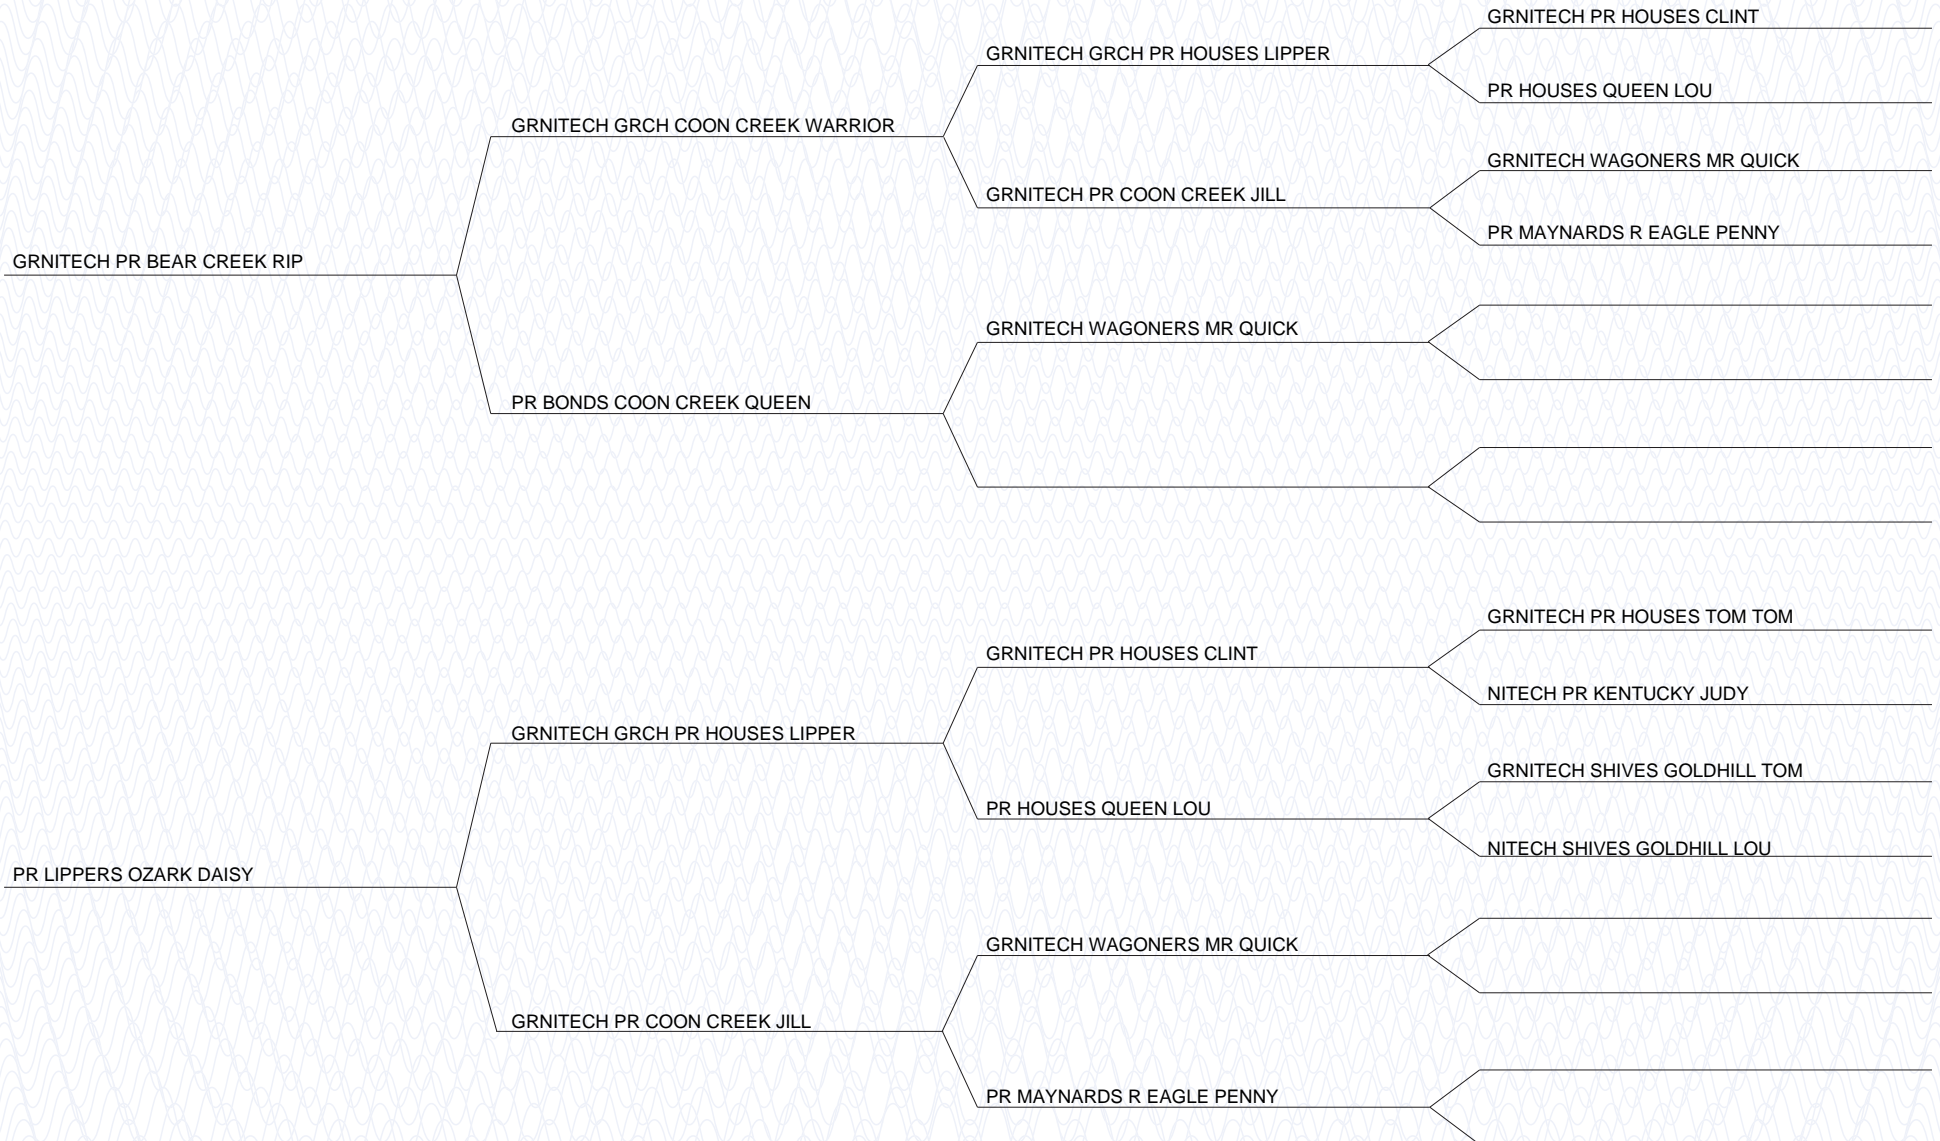 GRNITECH PR HOUSES CLINT
GRNITECH GRCH PR HOUSES LIPPER
PR HOUSES QUEEN LOU
GRNITECH GRCH COON CREEK WARRIOR
GRNITECH WAGONERS MR QUICK
GRNITECH PR COON CREEK JILL
PR MAYNARDS R EAGLE PENNY
GRNITECH PR BEAR CREEK RIP
GRNITECH WAGONERS MR QUICK
PR BONDS COON CREEK QUEEN
GRNITECH PR HOUSES TOM TOM
GRNITECH PR HOUSES CLINT
NITECH PR KENTUCKY JUDY
GRNITECH GRCH PR HOUSES LIPPER
GRNITECH SHIVES GOLDHILL TOM
PR HOUSES QUEEN LOU
NITECH SHIVES GOLDHILL LOU
PR LIPPERS OZARK DAISY
GRNITECH WAGONERS MR QUICK
GRNITECH PR COON CREEK JILL
PR MAYNARDS R EAGLE PENNY